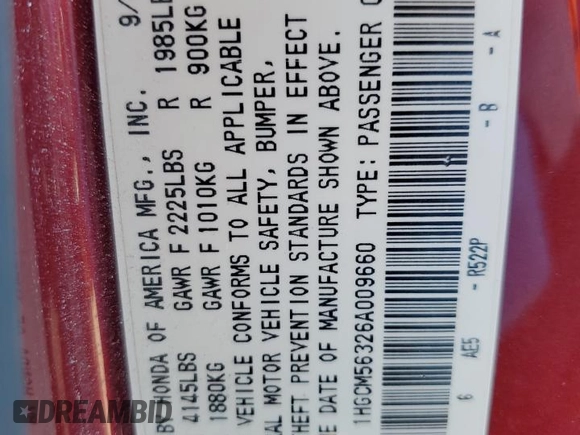 9/
BY HONDA OF AMERICA MFG., INC.
4145LBS GAWR F 2225LBS R 1985LB
1880KG GAWR F 1010KG R 900KG
VEHICLE CONFORMS TO ALL APPLICABLE
AL MOTOR VEHICLE SAFETY, BUMPER,
HEFT PREVENTION STANDARDS IN EFFECT
E DATE OF MANUFACTURE SHOWN ABOVE.
1HGCM56326A009660 TYPE: PASSENGER
6 AE5 - R522P - B - A
DREAMBID